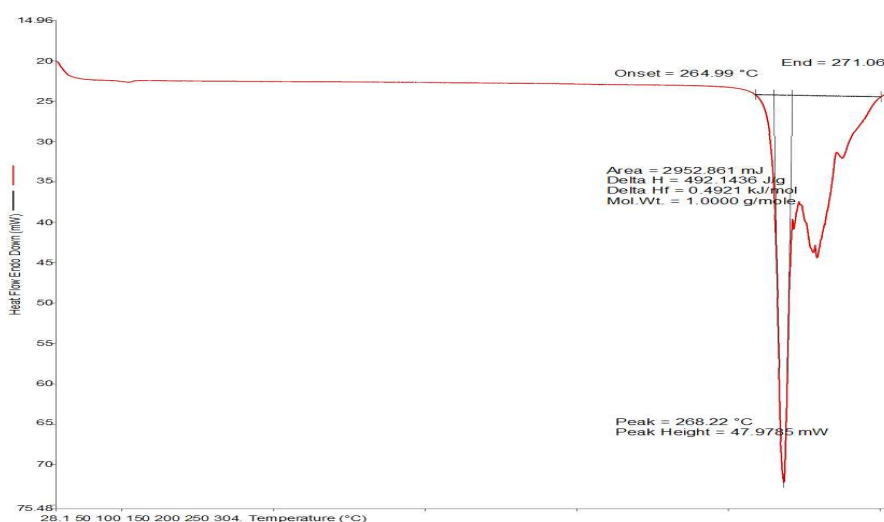 14.96
20
25
30
35
40
45
50
55
60
65
70
75.48
Heat Flow Endo Down (mW)
Onset = 264.99 °C
End = 271.06
Area = 2952.861 mJ
Delta H = 492.1436 J/g
Delta Hf = 0.4921 kJ/mol
Mol.Wt. = 1.0000 g/mole
Peak = 268.22 °C
Peak Height = 47.9785 mW
28.1 50 100 150 200 250 304. Temperature (°C)